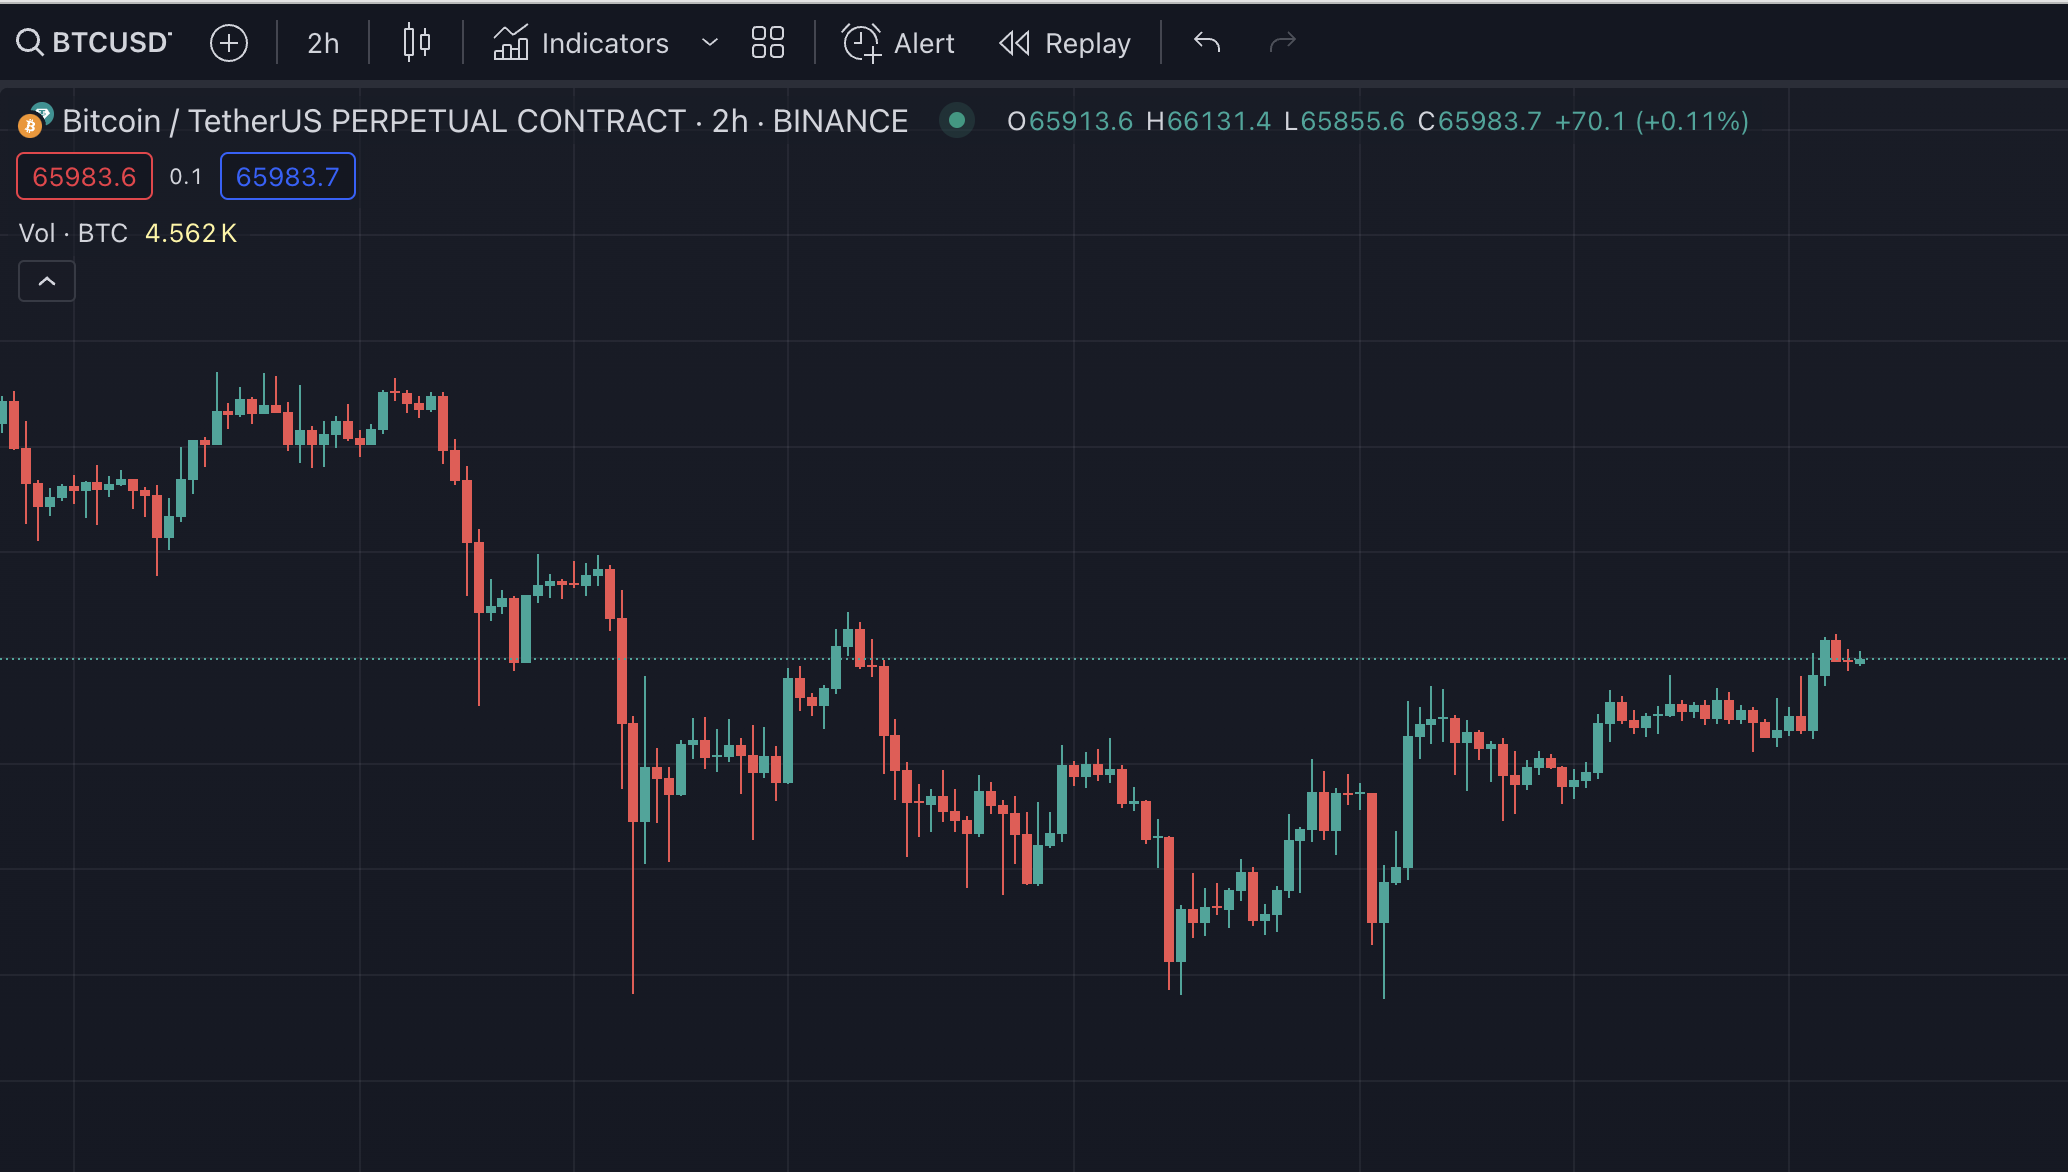 BTCUSD 2h Indicators Alert Replay
Bitcoin / TetherUS PERPETUAL CONTRACT · 2h · BINANCE O65913.6 H66131.4 L65855.6 C65983.7 +70.1 (+0.11%)
65983.6 0.1 65983.7
Vol · BTC 4.562 K